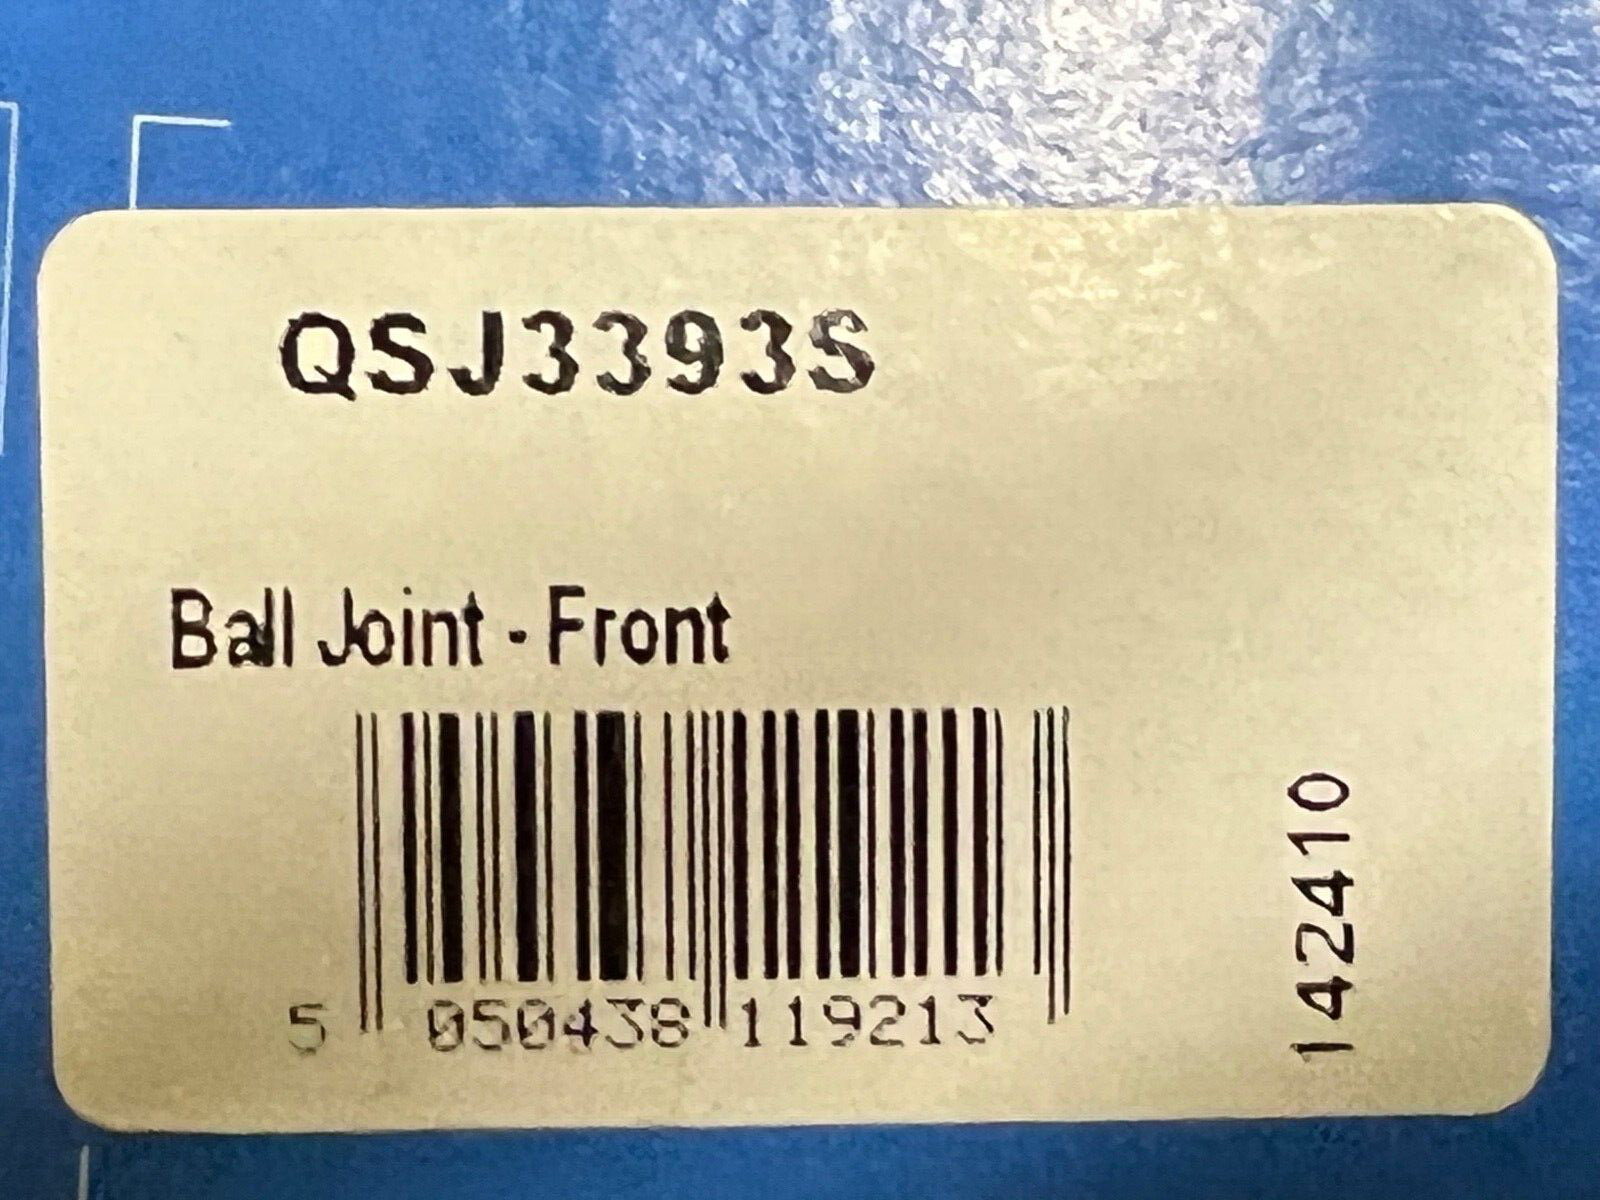 QSJ3393S
Ball Joint - Front
5 050438 119213
142410